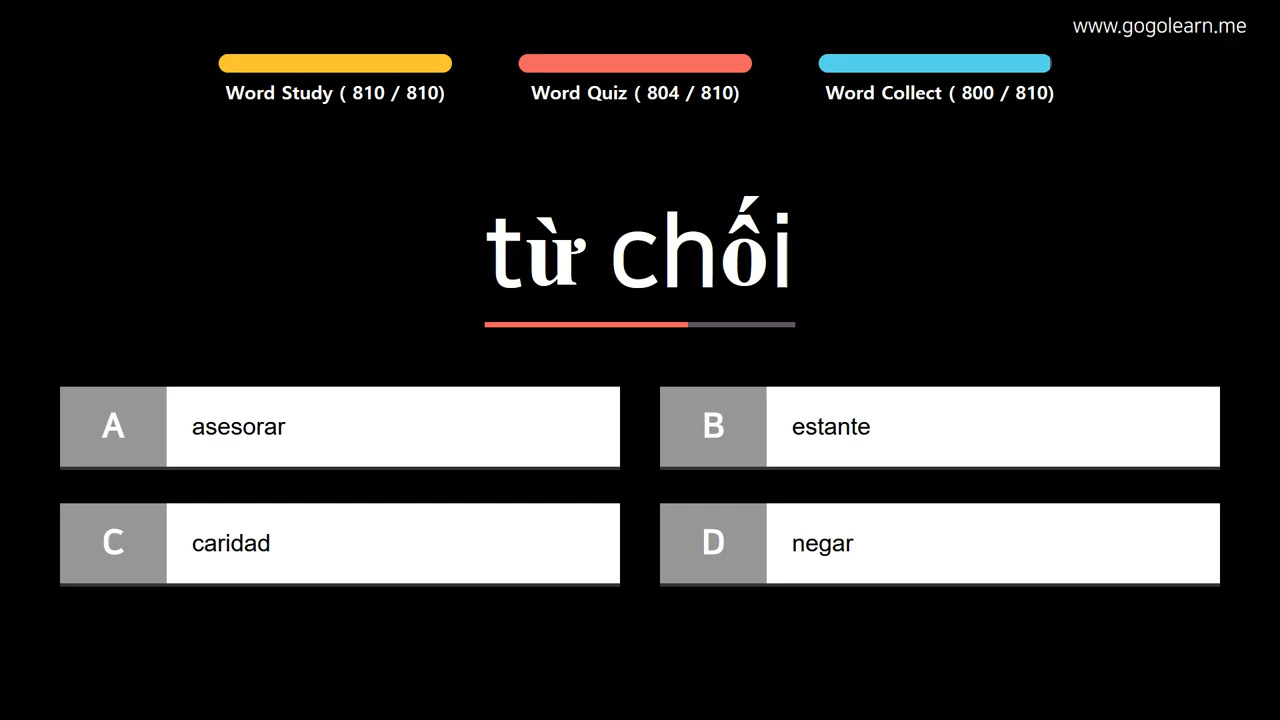 www.gogolearn.me
Word Study ( 810 / 810)
Word Quiz ( 804 / 810)
Word Collect ( 800 / 810)
từ chối
A asesorar
B estante
C caridad
D negar